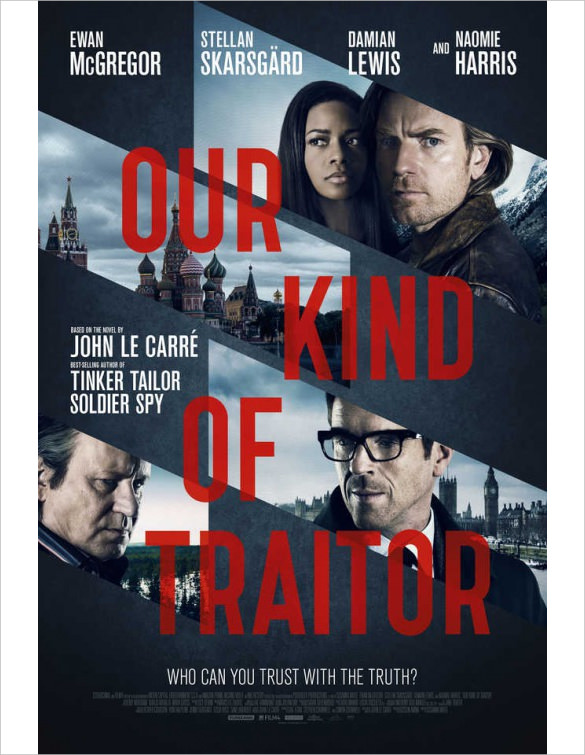 EWAN
McGREGOR
STELLAN
SKARSGÄRD
DAMIAN
LEWIS
AND NAOMIE
HARRIS
OUR
KIND
OF
TRAITOR
BASED ON THE NOVEL BY
JOHN LE CARRÉ
BEST-SELLING AUTHOR OF
TINKER TAILOR
SOLDIER SPY
WHO CAN YOU TRUST WITH THE TRUTH?